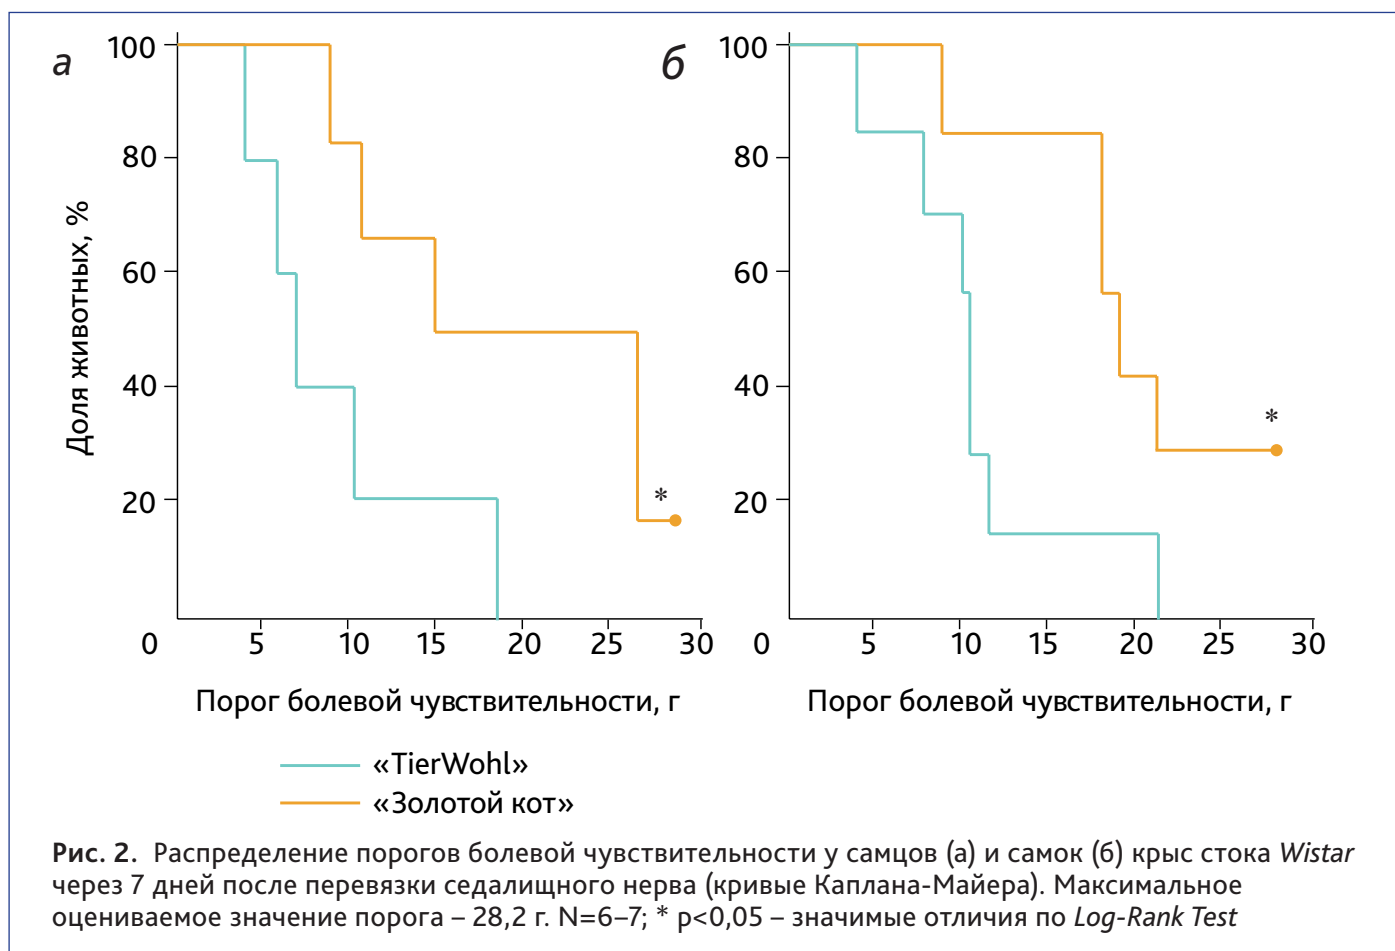 а
100
80
60
40
20
0
5
10
15
20
25
30
Доля животных, %
Порог болевой чувствительности, г
*
б
100
80
60
40
20
0
5
10
15
20
25
30
Порог болевой чувствительности, г
*
«TierWohl»
«Золотой кот»
Рис. 2. Распределение порогов болевой чувствительности у самцов (а) и самок (б) крыс стока Wistar
через 7 дней после перевязки седалищного нерва (кривые Каплана-Майера). Максимальное
оцениваемое значение порога – 28,2 г. N=6–7; * p<0,05 – значимые отличия по Log-Rank Test